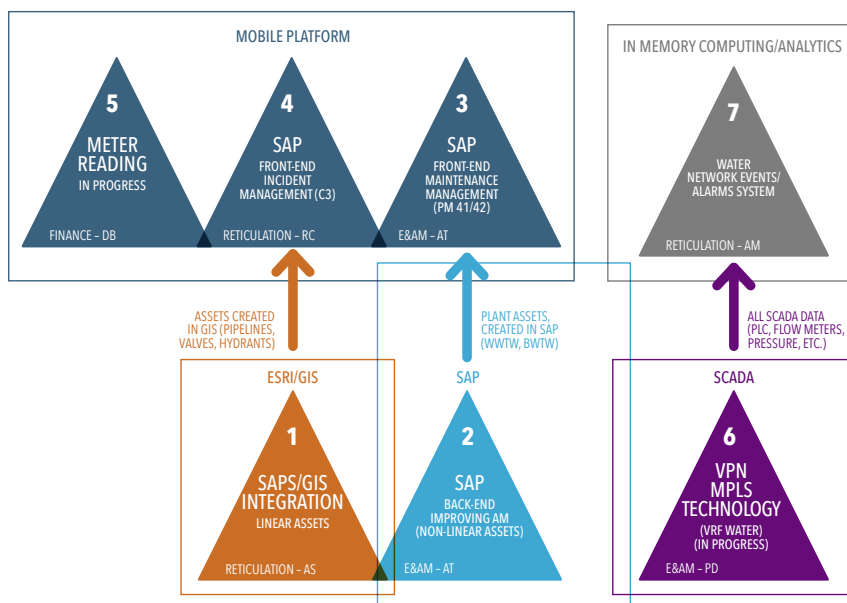 MOBILE PLATFORM
5
METER
READING
IN PROGRESS
FINANCE – DB
4
SAP
FRONT-END
INCIDENT
MANAGEMENT (C3)
RETICULATION – RC
3
SAP
FRONT-END
MAINTENANCE
MANAGEMENT
(PM 41/42)
E&AM – AT
IN MEMORY COMPUTING/ANALYTICS
7
WATER
NETWORK EVENTS/
ALARMS SYSTEM
RETICULATION – AM
ASSETS CREATED
IN GIS (PIPELINES,
VALVES, HYDRANTS)
PLANT ASSETS,
CREATED IN SAP
(WWTW, BWTW)
ALL SCADA DATA
(PLC, FLOW METERS,
PRESSURE, ETC.)
ESRI/GIS
1
SAPS/GIS
INTEGRATION
LINEAR ASSETS
RETICULATION – AS
SAP
2
SAP
BACK-END
IMPROVING AM
(NON-LINEAR ASSETS)
E&AM – AT
SCADA
6
VPN
MPLS
TECHNOLOGY
(VRF WATER)
(IN PROGRESS)
E&AM – PD